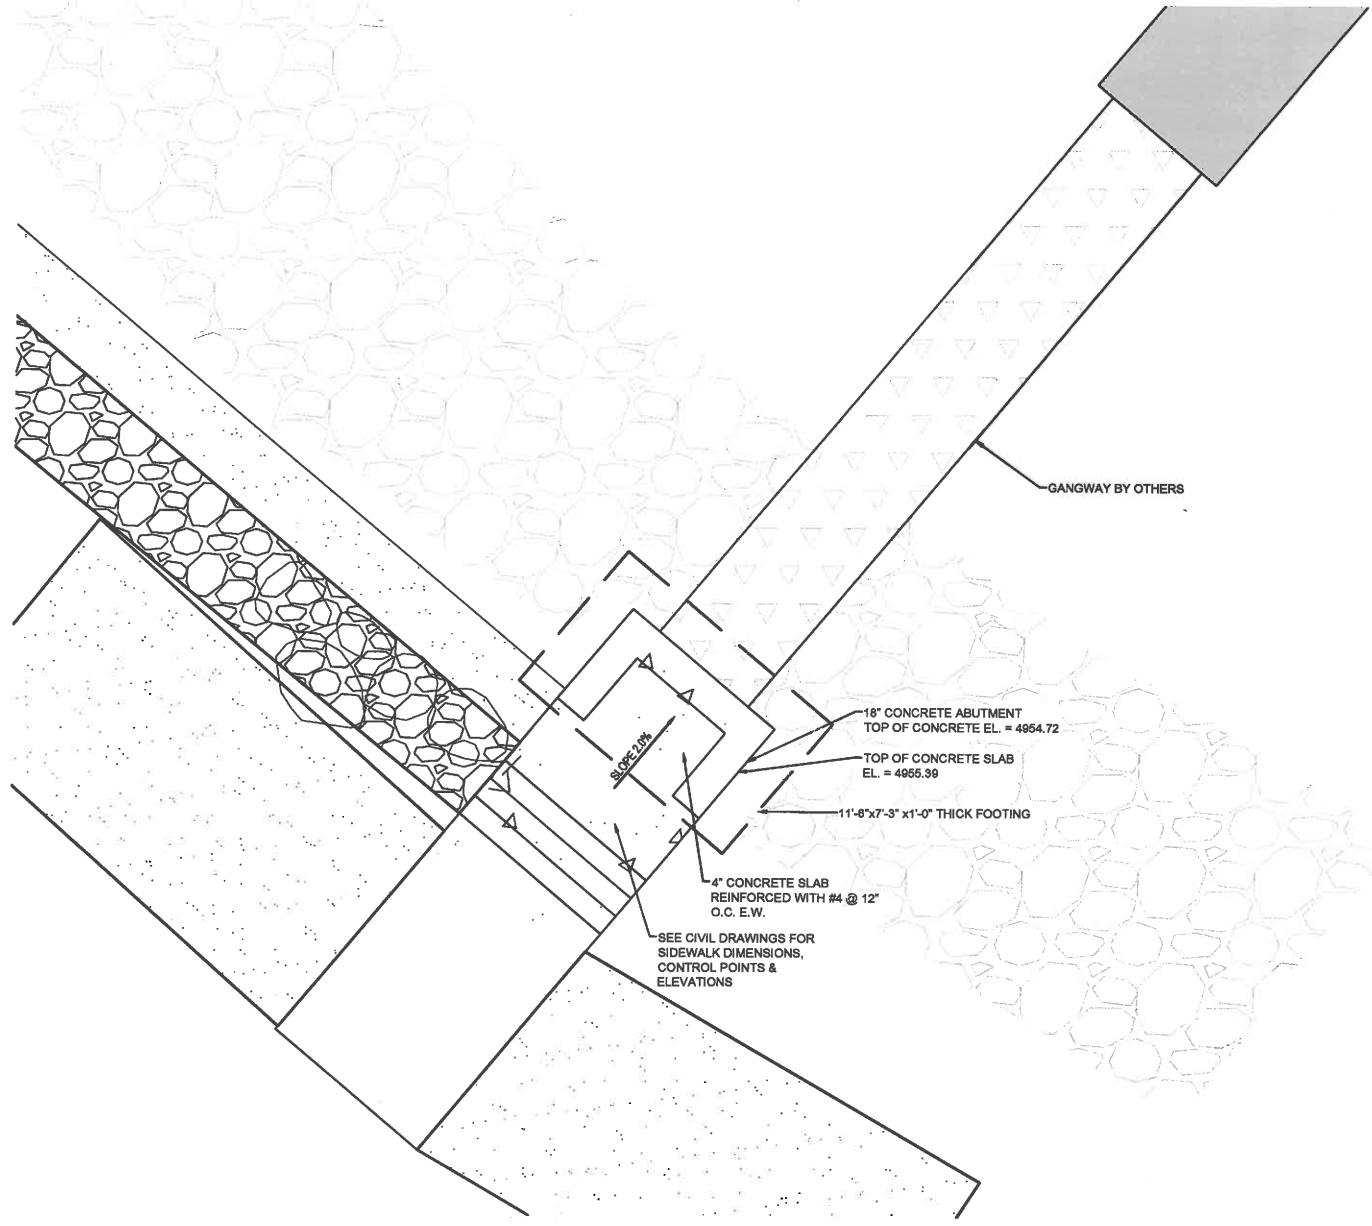 GANGWAY BY OTHERS
18" CONCRETE ABUTMENT
TOP OF CONCRETE EL. = 4954.72
TOP OF CONCRETE SLAB
EL. = 4955.39
SLOPE 2.0%
11'-6"x7'-3" x1'-0" THICK FOOTING
4" CONCRETE SLAB
REINFORCED WITH #4 @ 12"
O.C. E.W.
SEE CIVIL DRAWINGS FOR
SIDEWALK DIMENSIONS,
CONTROL POINTS &
ELEVATIONS